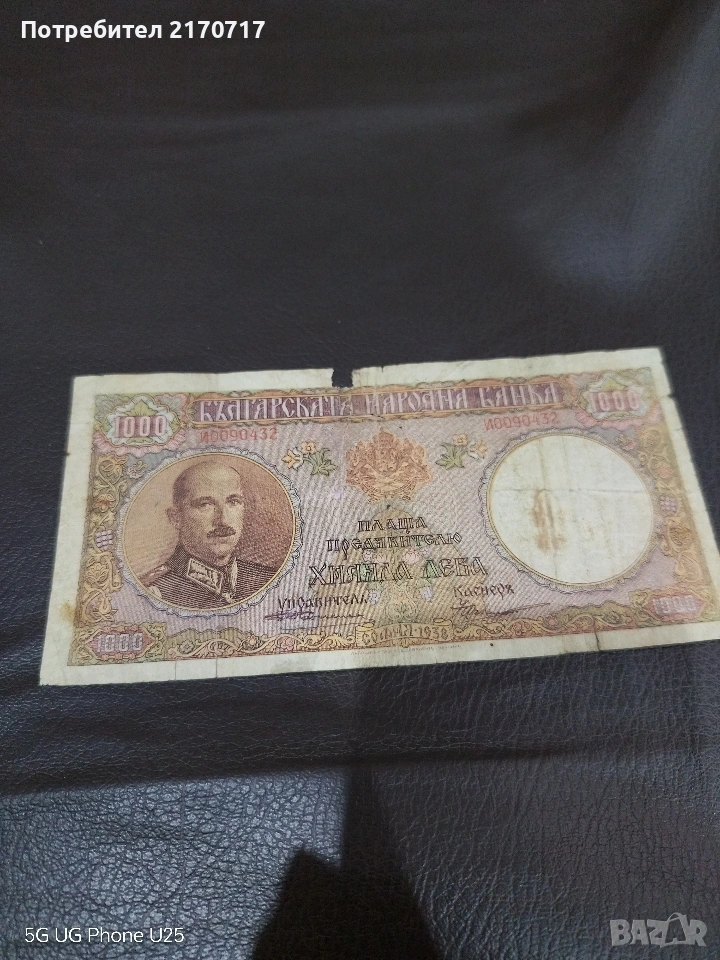 Потребител 2170717
БЪЛГАРСКАТА НАРОДНА БАНКА
1000
1000
И0090432
И0090432
ПЛАЩА
ПРЕДЯВИТЕЛЮ
ХИЛЯДА ЛЕВА
УПРАВИТЕЛЪ
КАСИЕРЪ
СОФИЯ 1938
1000
1000
5G UG Phone U25
BAZAR